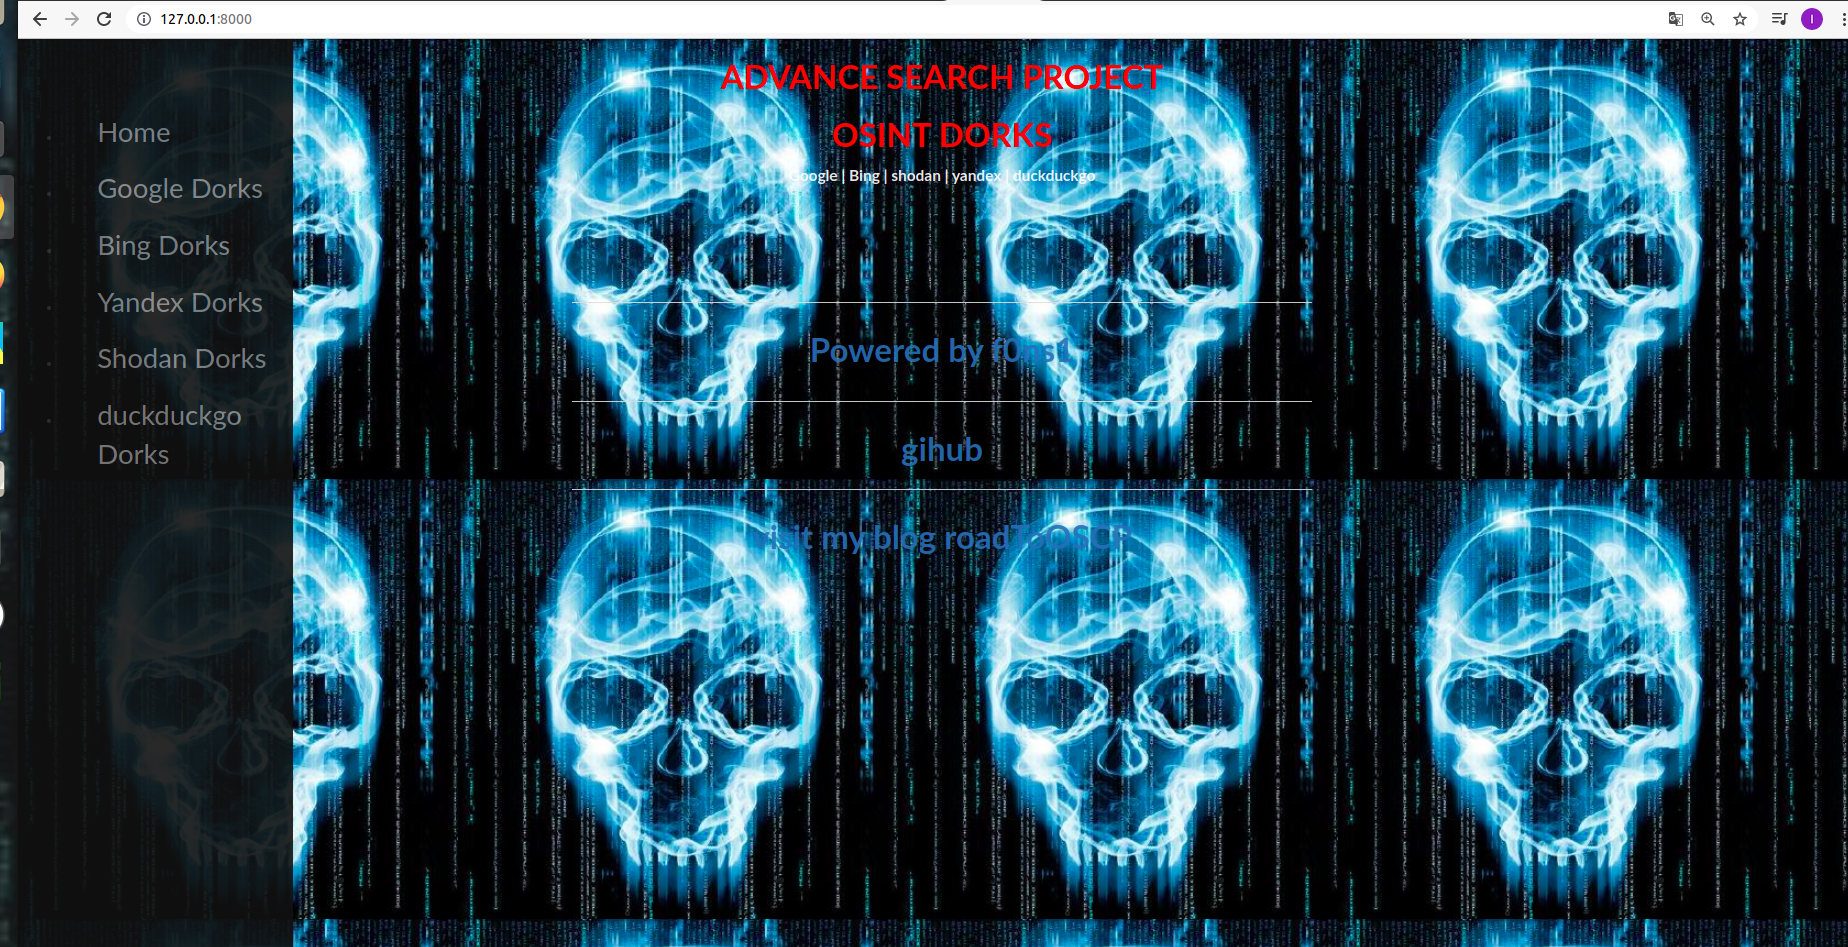 127.0.0.1:8000
I
ADVANCE SEARCH PROJECT
OSINT DORKS
Google | Bing | shodan | yandex | duckduckgo
Home
Google Dorks
Bing Dorks
Yandex Dorks
Shodan Dorks
duckduckgo
Dorks
Powered by
gihub
visit my blog roadToOSCP